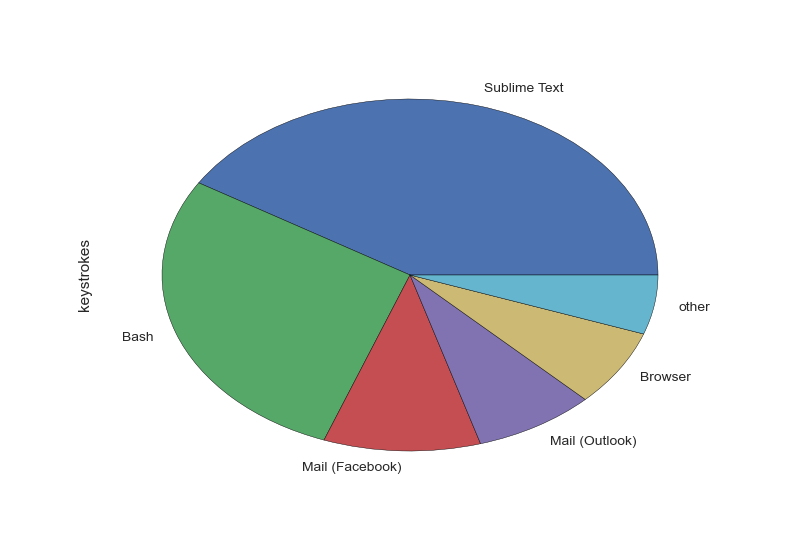 Sublime Text
keystrokes
other
Bash
Browser
Mail (Outlook)
Mail (Facebook)